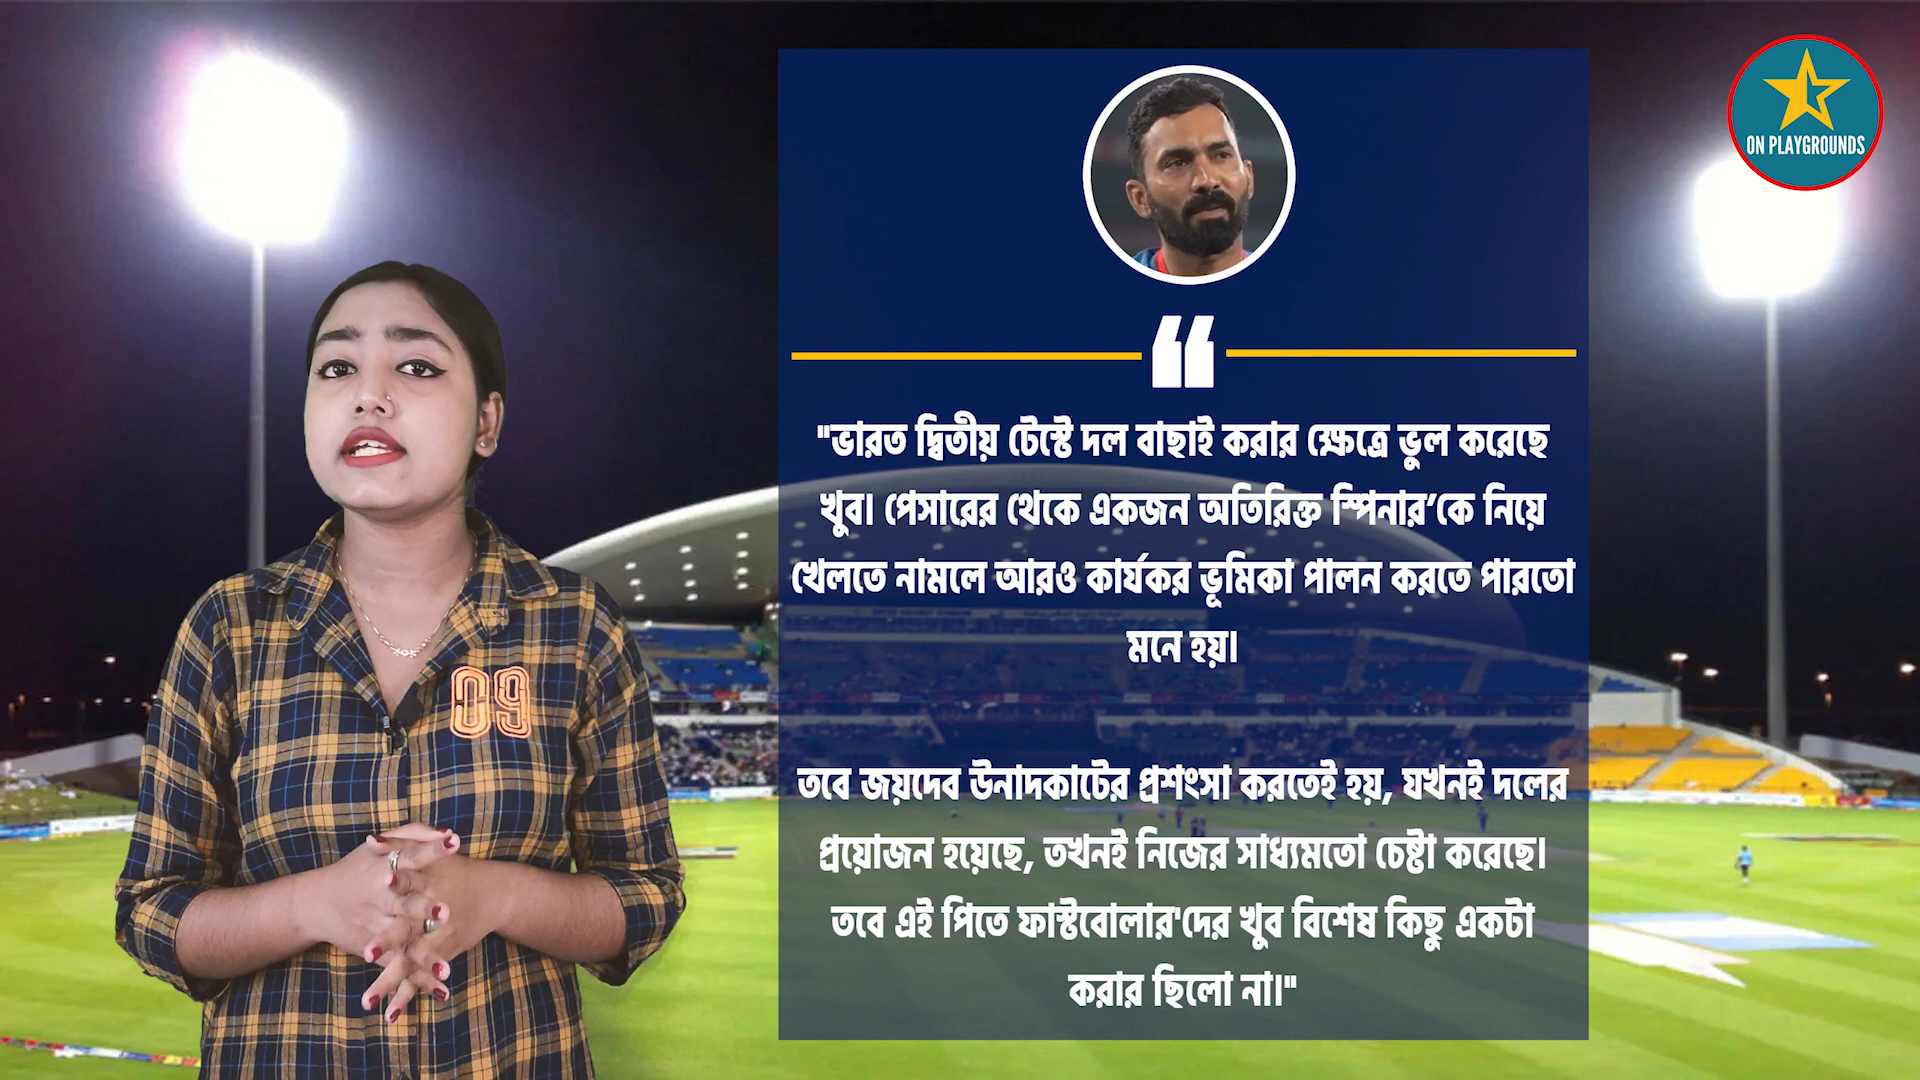 ON PLAYGROUNDS
"ভারত দ্বিতীয় টেস্টে দল বাছাই করার ক্ষেত্রে ভুল করেছে
খুব। পেসারের থেকে একজন অতিরিক্ত স্পিনার'কে নিয়ে
খেলতে নামলে আরও কার্যকর ভূমিকা পালন করতে পারতো
মনে হয়।
তবে জয়দেব উনাদকাটের প্রশংসা করতেই হয়, যখনই দলের
প্রয়োজন হয়েছে, তখনই নিজের সাধ্যমতো চেষ্টা করেছে।
তবে এই পিতে ফাস্টবোলার'দের খুব বিশেষ কিছু একটা
করার ছিলো না।"
09